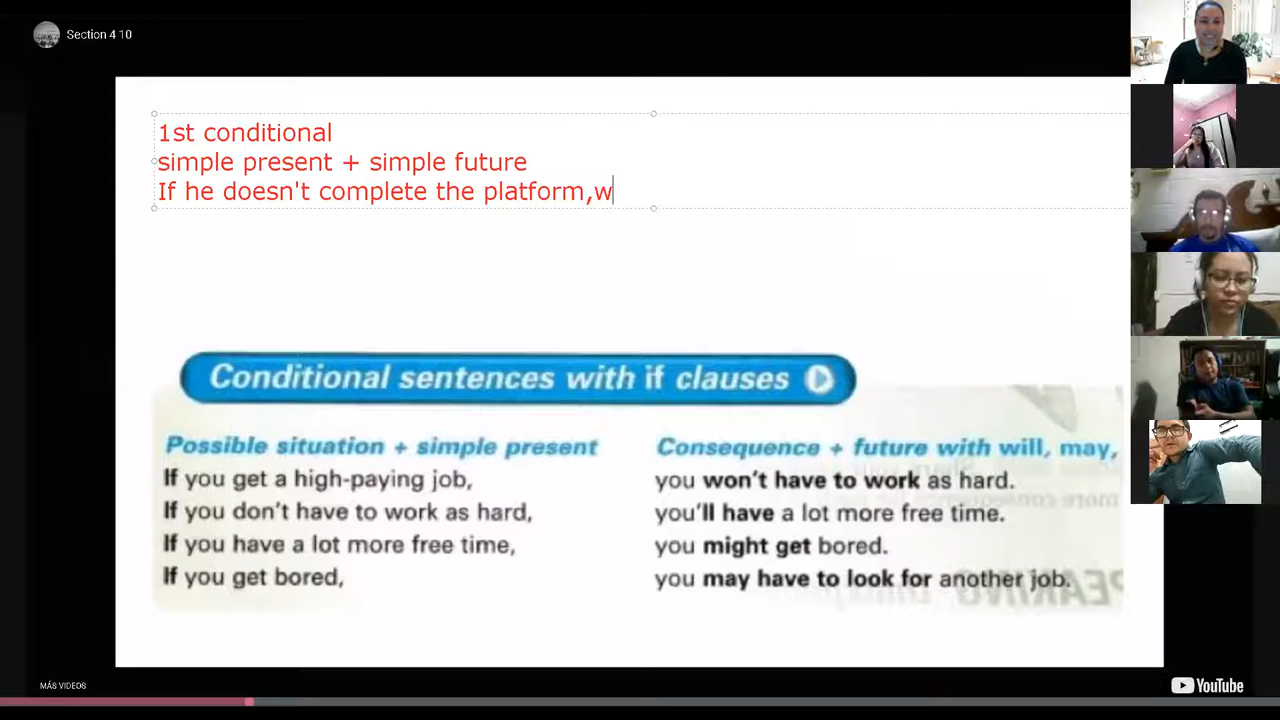 Section 4 10
1st conditional
simple present + simple future
If he doesn't complete the platform,w
Conditional sentences with if clauses
Possible situation + simple present
Consequence + future with will, may,
If you get a high-paying job,
you won't have to work as hard.
If you don't have to work as hard,
you'll have a lot more free time.
If you have a lot more free time,
you might get bored.
If you get bored,
you may have to look for another job.
MÁS VIDEOS
YouTube